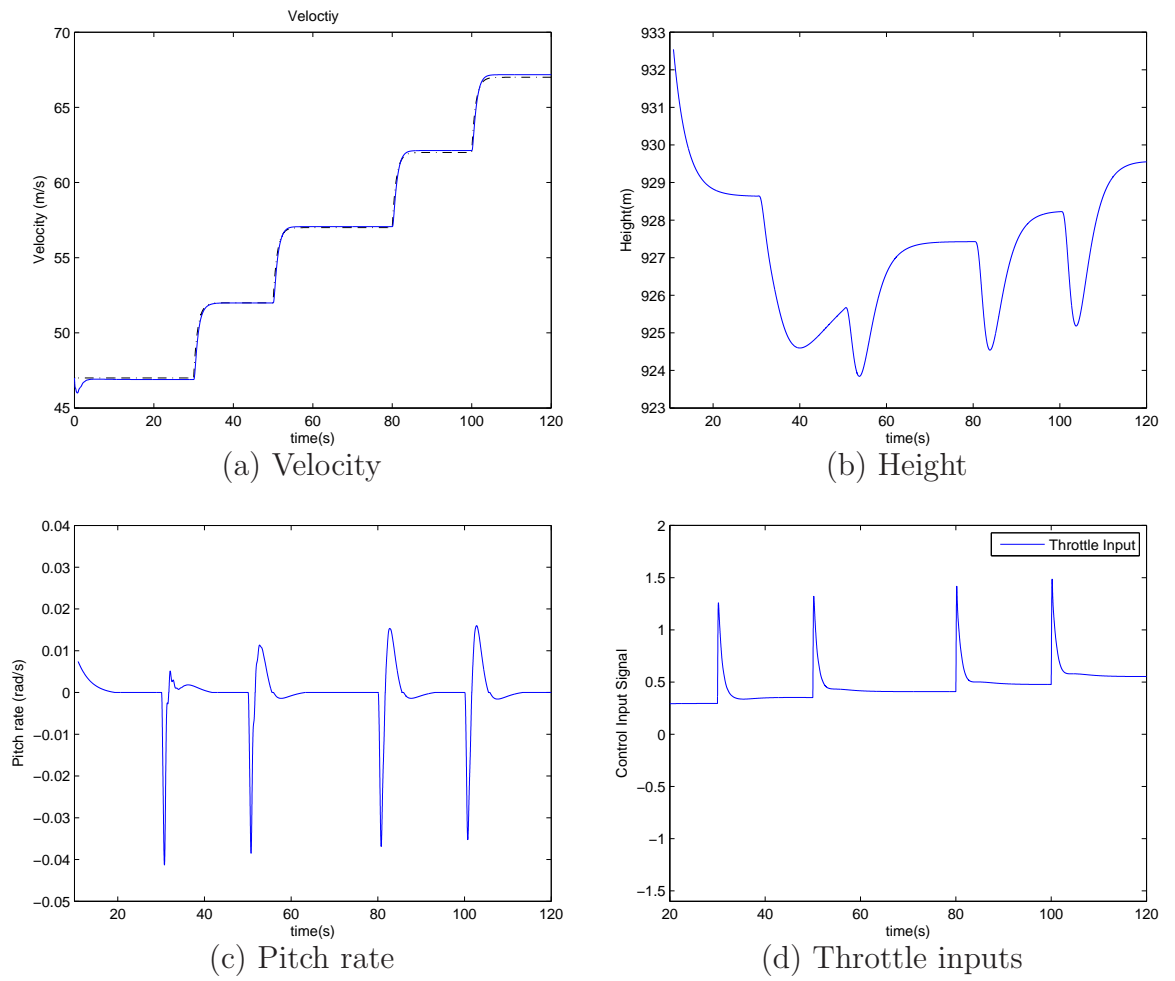 Veloctiy
70
65
60
55
50
45
Velocity (m/s)
0 20 40 60 80 100 120
time(s)
(a) Velocity
933
932
931
930
929
928
927
926
925
924
923
Height(m)
20 40 60 80 100 120
time(s)
(b) Height
0.04
0.03
0.02
0.01
0
−0.01
−0.02
−0.03
−0.04
−0.05
Pitch rate (rad/s)
20 40 60 80 100 120
time(s)
(c) Pitch rate
2
1.5
1
0.5
0
−0.5
−1
−1.5
Control Input Signal
Throttle Input
20 40 60 80 100 120
time(s)
(d) Throttle inputs